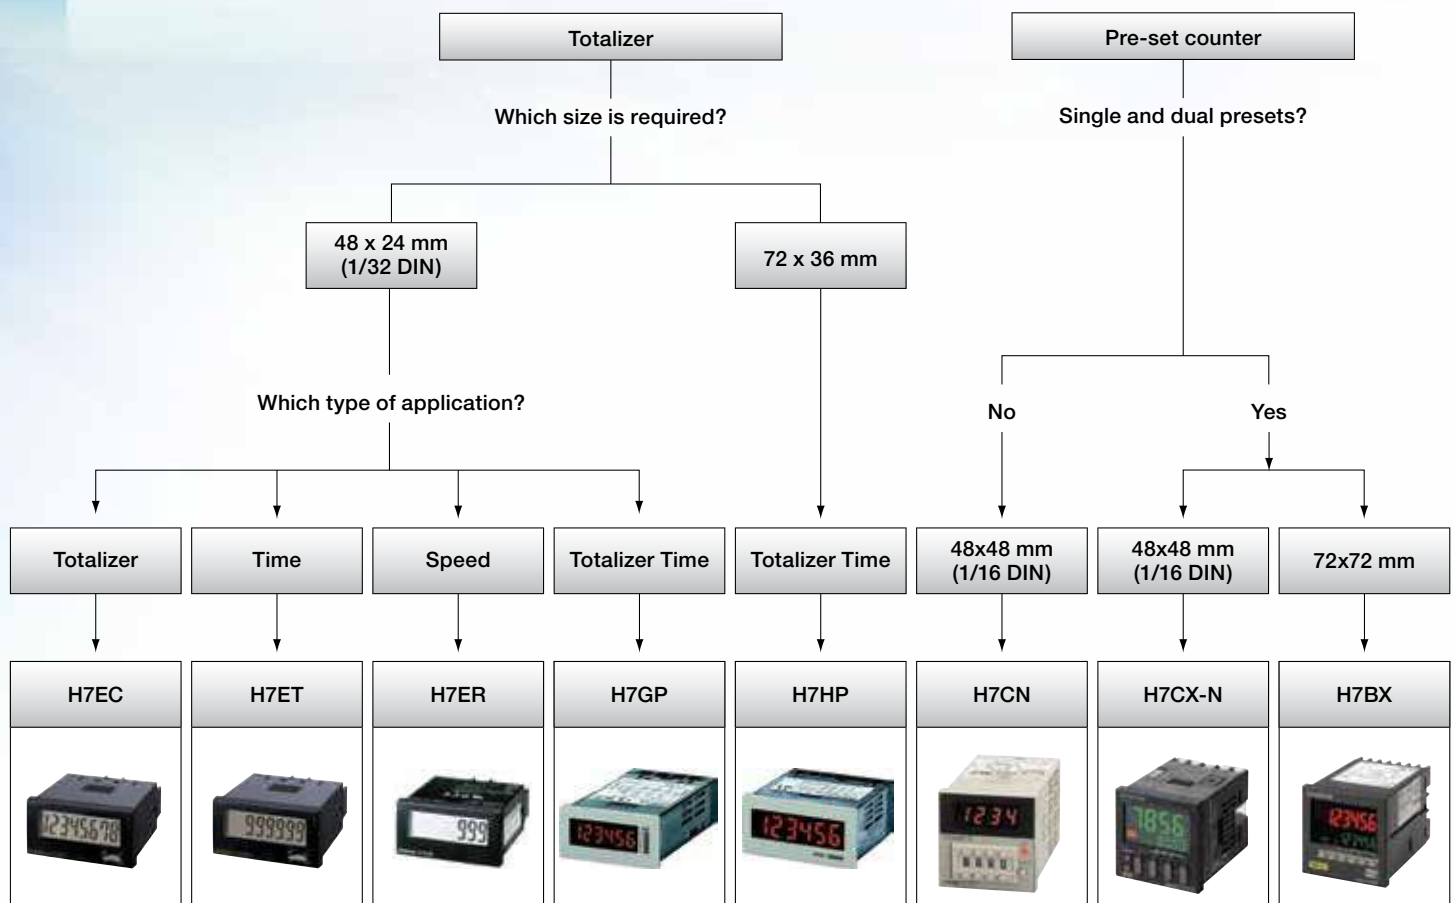 Totalizer
Pre-set counter
Which size is required?
Single and dual presets?
48 x 24 mm
(1/32 DIN)
72 x 36 mm
Which type of application?
No
Yes
Totalizer
Time
Speed
Totalizer Time
Totalizer Time
48x48 mm
(1/16 DIN)
48x48 mm
(1/16 DIN)
72x72 mm
H7EC
H7ET
H7ER
H7GP
H7HP
H7CN
H7CX-N
H7BX
12345678
999999
999
123456
123456
1234
7856
123456